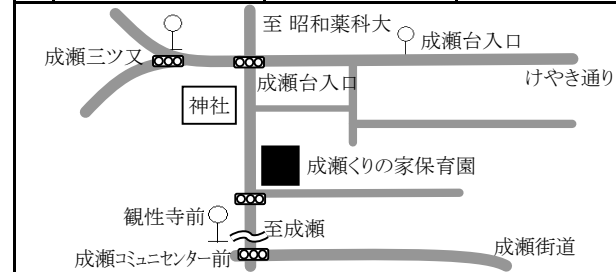 至 昭和薬科大
成瀬台入口
成瀬三ツ又
成瀬台入口
けやき通り
神社
成瀬くりの家保育園
観性寺前
至成瀬
成瀬コミュニセンター前
成瀬街道